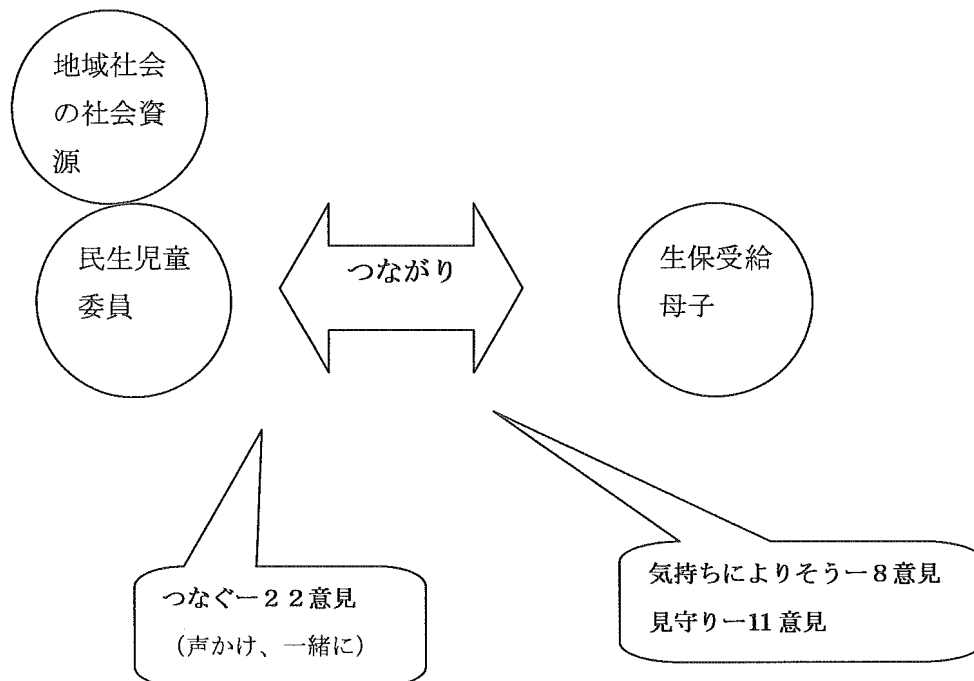 地域社会
の社会資
源
民生児童
委員
つながり
生保受給
母子
つなぐー２２意見
（声かけ、一緒に）
気持ちによりそうー８意見
見守りー11 意見